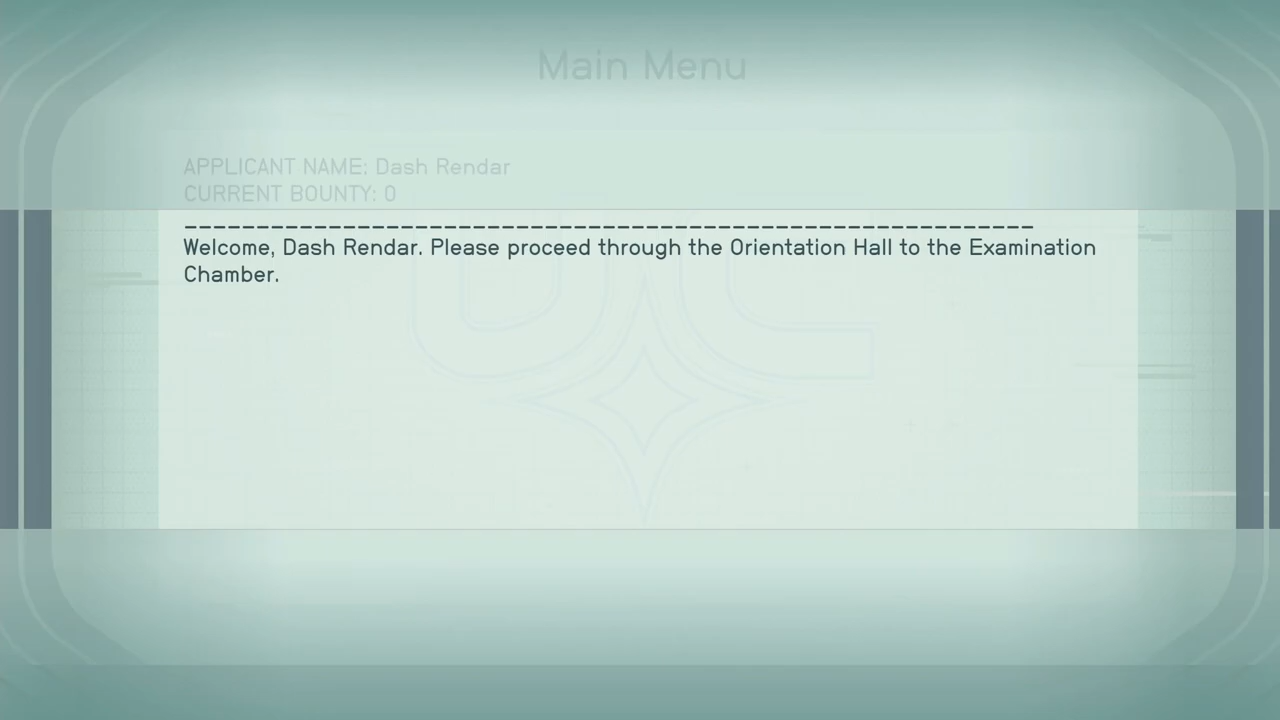 Main Menu
APPLICANT NAME: Dash Rendar
CURRENT BOUNTY: 0
Welcome, Dash Rendar. Please proceed through the Orientation Hall to the Examination
Chamber.